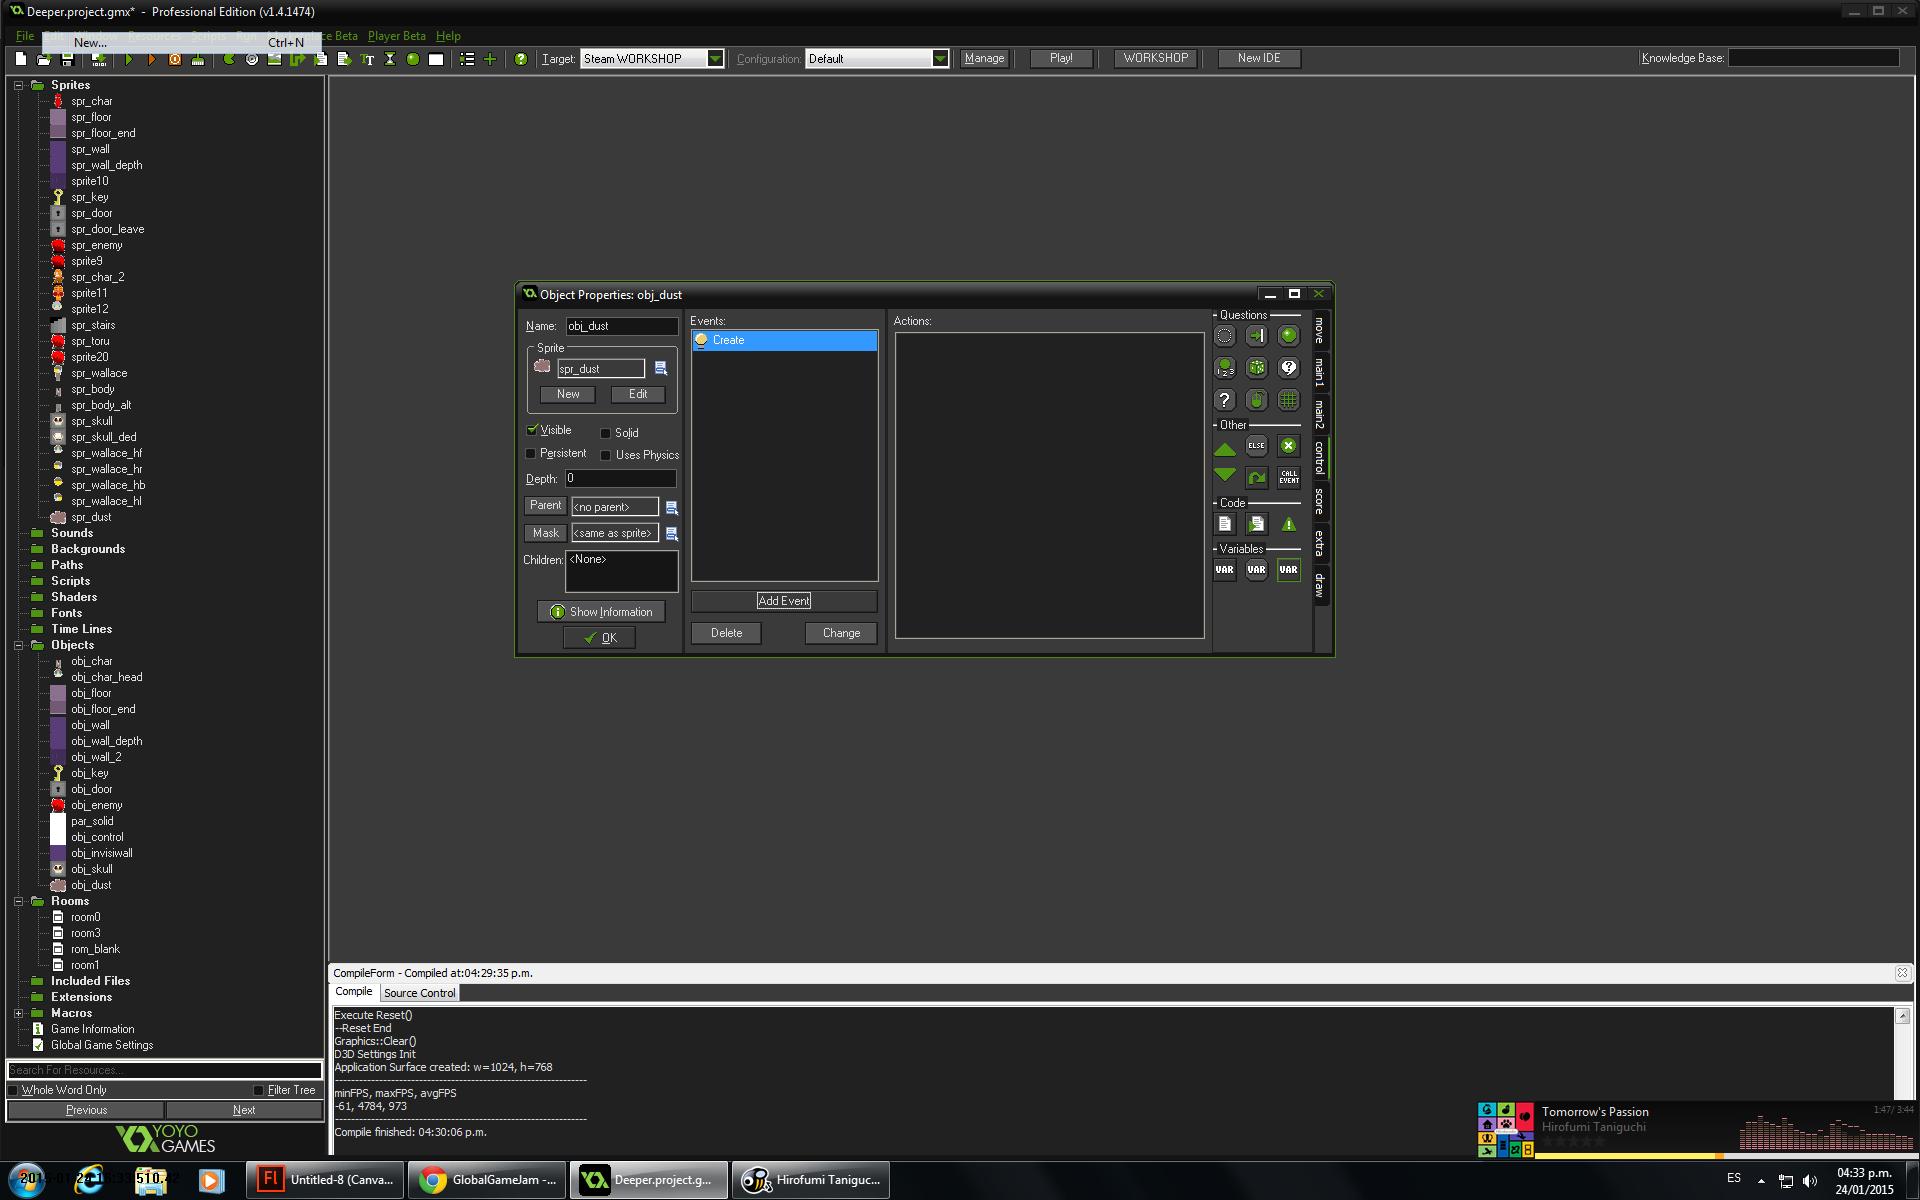 Deeper.project.gmx* - Professional Edition (v1.4.1474)
File
Marketplace Beta Player Beta Help
New... Ctrl+N
Target: Steam WORKSHOP Configuration: Default Manage Play! WORKSHOP New IDE Knowledge Base:
Sprites
spr_char
spr_floor
spr_floor_end
spr_wall
spr_wall_depth
sprite10
spr_key
spr_door
spr_door_leave
spr_enemy
sprite9
spr_char_2
sprite11
sprite12
spr_stairs
spr_toru
sprite20
spr_wallace
spr_body
spr_body_alt
spr_skull
spr_skull_ded
spr_wallace_hf
spr_wallace_hr
spr_wallace_hb
spr_wallace_hl
spr_dust
Sounds
Backgrounds
Paths
Scripts
Shaders
Fonts
Time Lines
Objects
obj_char
obj_char_head
obj_floor
obj_floor_end
obj_wall
obj_wall_depth
obj_wall_2
obj_key
obj_door
obj_enemy
par_solid
obj_control
obj_invisiwall
obj_skull
obj_dust
Rooms
room0
room3
rom_blank
room1
Included Files
Extensions
Macros
Game Information
Global Game Settings
Search For Resources...
Whole Word Only Filter Tree
Previous Next
YOYO
GAMES
Object Properties: obj_dust
Name: obj_dust
Sprite
spr_dust
New Edit
Visible Solid
Persistent Uses Physics
Depth: 0
Parent <no parent>
Mask <same as sprite>
Children: <None>
Show Information
OK
Events:
Create
Add Event
Delete Change
Actions:
Questions
1 2 3
?
?
Other
ELSE
CALL
EVENT
Code
Variables
VAR VAR VAR
move
main1
main2
control
score
extra
draw
CompileForm - Compiled at:04:29:35 p.m.
Compile Source Control
Execute Reset()
--Reset End
Graphics::Clear()
D3D Settings Init
Application Surface created: w=1024, h=768
minFPS, maxFPS, avgFPS
-61, 4784, 973
Compile finished: 04:30:06 p.m.
Tomorrow's Passion 1:47/ 3:44
Hirofumi Taniguchi
Fl Untitled-8 (Canva...
GlobalGameJam -...
Deeper.project.g...
Hirofumi Taniguc...
ES
04:33 p.m.
24/01/2015